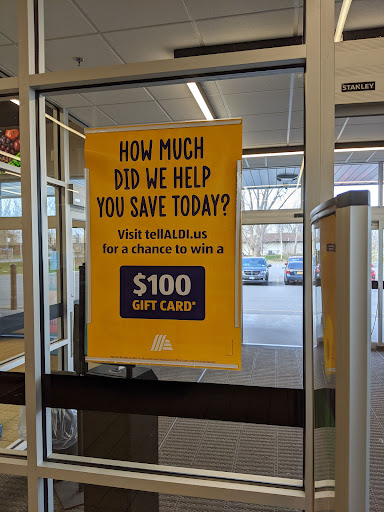 STANLEY
HOW MUCH
DID WE HELP
YOU SAVE TODAY?
Visit tellALDI.us
for a chance to win a
$100
GIFT CARD*